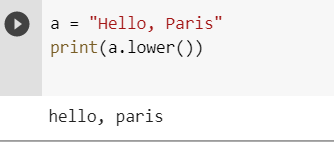 a = "Hello, Paris"
print(a.lower())
hello, paris